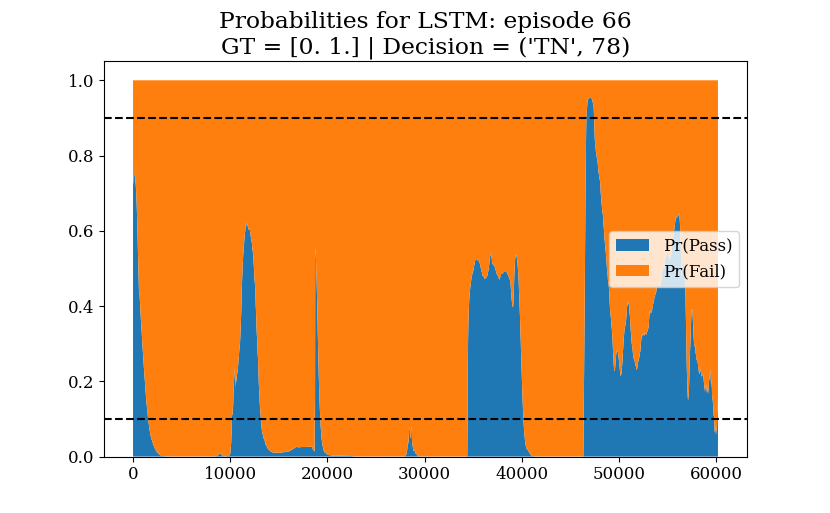 Probabilities for LSTM: episode 66
GT = [0. 1.] | Decision = ('TN', 78)
1.0
0.8
0.6
0.4
0.2
0.0
Pr(Pass)
Pr(Fail)
0 10000 20000 30000 40000 50000 60000